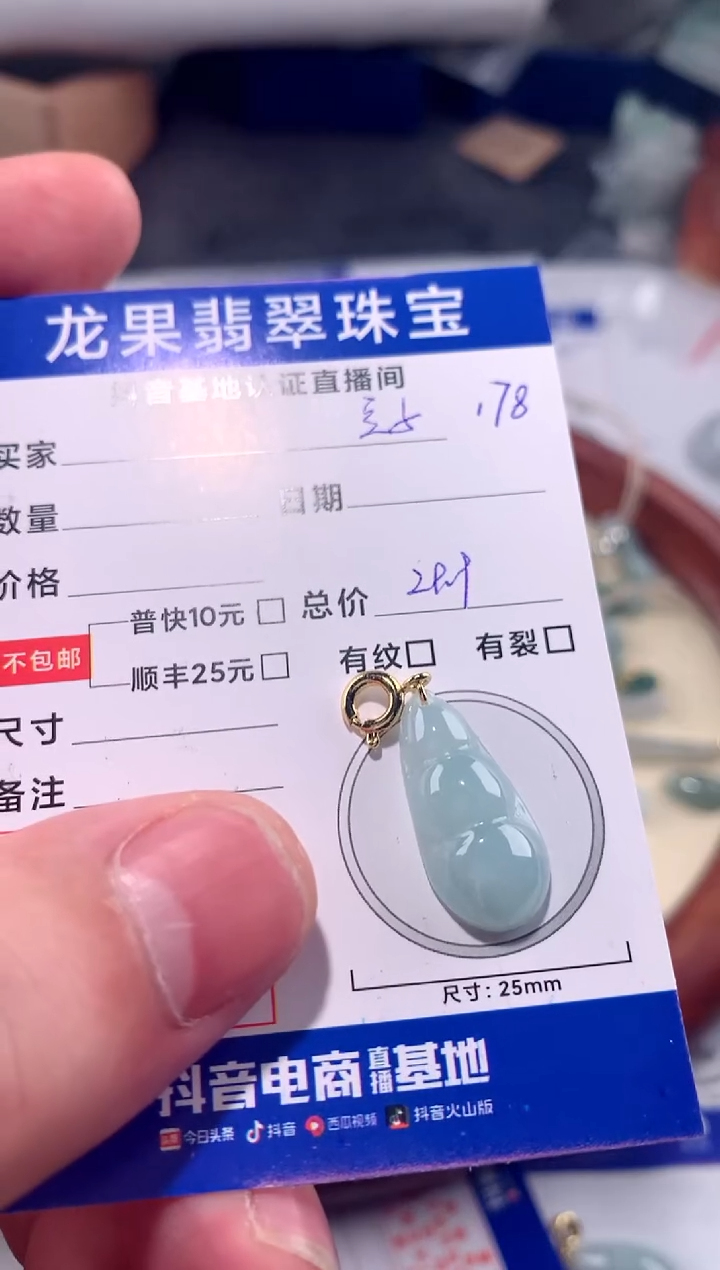 龙果翡翠珠宝
抖音基地认证直播间
178
买家
数量 日期
价格
普快10元 总价
不包邮
顺丰25元 有纹 有裂
尺寸
备注
尺寸：25mm
抖音电商直播基地
今日头条 抖音 西瓜视频 抖音火山版